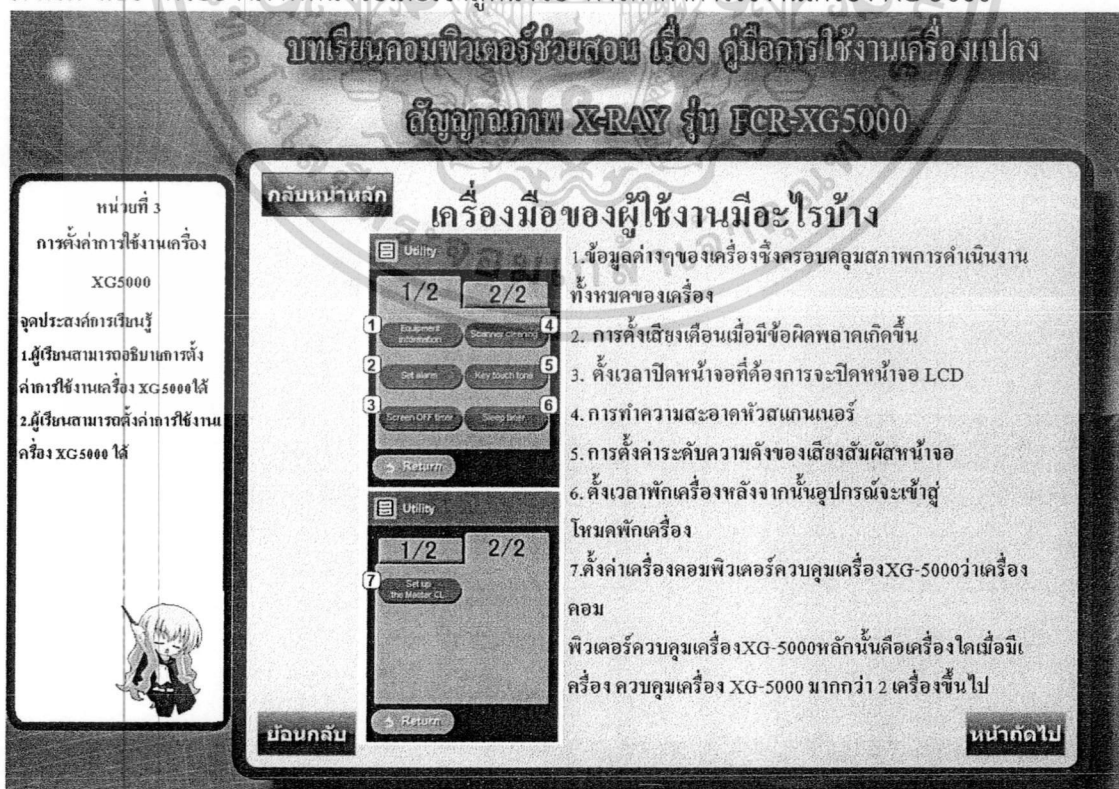 บทเรียนคอมพิวเตอร์ช่วยสอน เรื่อง คู่มือการใช้งานเครื่องแปลง
สัญญาณภาพ X-RAY รุ่น FCR-XG5000
หน่วยที่ 3
การตั้งค่าการใช้งานเครื่อง
XG5000
จุดประสงค์การเรียนรู้
1.ผู้เรียนสามารถอธิบายการตั้ง
ค่าการใช้งานเครื่อง XG5000ได้
2.ผู้เรียนสามารถตั้งค่าการใช้งานเ
ครื่อง XG5000 ได้
กลับหน้าหลัก
เครื่องมือของผู้ใช้งานมีอะไรบ้าง
Utility
1/2 2/2
1 Equipment information Scanner cleaning 4
2 Set alarm Key touch tone 5
3 Screen OFF timer Sleep timer 6
Return
Utility
1/2 2/2
7 Set up
the Master CL
Return
1.ข้อมูลต่างๆของเครื่องซึ่งครอบคลุมสภาพการดำเนินงาน
ทั้งหมดของเครื่อง
2. การตั้งเสียงเตือนเมื่อมีข้อผิดพลาดเกิดขึ้น
3. ตั้งเวลาปิดหน้าจอที่ต้องการจะปิดหน้าจอ LCD
4. การทำความสะอาดหัวสแกนเนอร์
5. การตั้งค่าระดับความดังของเสียงสัมผัสหน้าจอ
6. ตั้งเวลาพักเครื่องหลังจากนั้นอุปกรณ์จะเข้าสู่
โหมดพักเครื่อง
7.ตั้งค่าเครื่องคอมพิวเตอร์ควบคุมเครื่องXG-5000ว่าเครื่อง
คอม
พิวเตอร์ควบคุมเครื่องXG-5000หลักนั้นคือเครื่องใดเมื่อมีเ
ครื่อง ควบคุมเครื่อง XG-5000 มากกว่า 2 เครื่องขึ้นไป
ย้อนกลับ
หน้าถัดไป